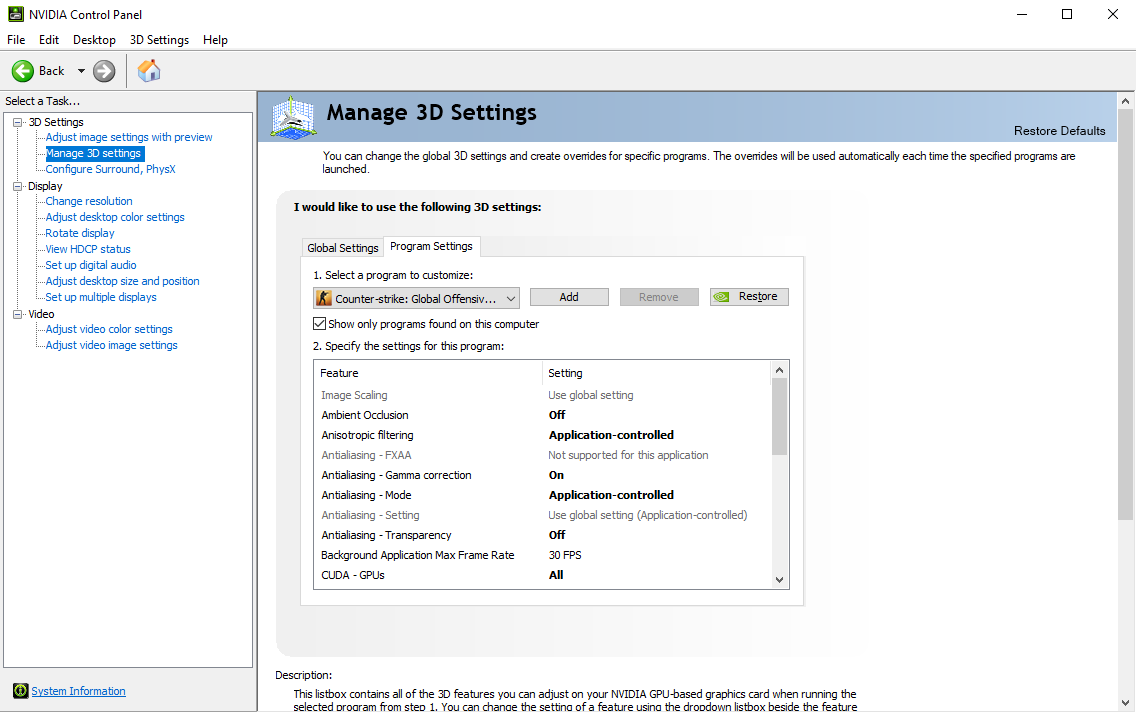 NVIDIA Control Panel
File Edit Desktop 3D Settings Help
Back
Select a Task...
3D Settings
Adjust image settings with preview
Manage 3D settings
Configure Surround, PhysX
Display
Change resolution
Adjust desktop color settings
Rotate display
View HDCP status
Set up digital audio
Adjust desktop size and position
Set up multiple displays
Video
Adjust video color settings
Adjust video image settings
System Information
Manage 3D Settings
Restore Defaults
You can change the global 3D settings and create overrides for specific programs. The overrides will be used automatically each time the specified programs are
launched.
I would like to use the following 3D settings:
Global Settings Program Settings
1. Select a program to customize:
Counter-strike: Global Offensiv... Add Remove Restore
Show only programs found on this computer
2. Specify the settings for this program:
Feature Setting
Image Scaling Use global setting
Ambient Occlusion Off
Anisotropic filtering Application-controlled
Antialiasing - FXAA Not supported for this application
Antialiasing - Gamma correction On
Antialiasing - Mode Application-controlled
Antialiasing - Setting Use global setting (Application-controlled)
Antialiasing - Transparency Off
Background Application Max Frame Rate 30 FPS
CUDA - GPUs All
Description:
This listbox contains all of the 3D features you can adjust on your NVIDIA GPU-based graphics card when running the
selected program from step 1. You can change the setting of a feature using the dropdown listbox beside the feature